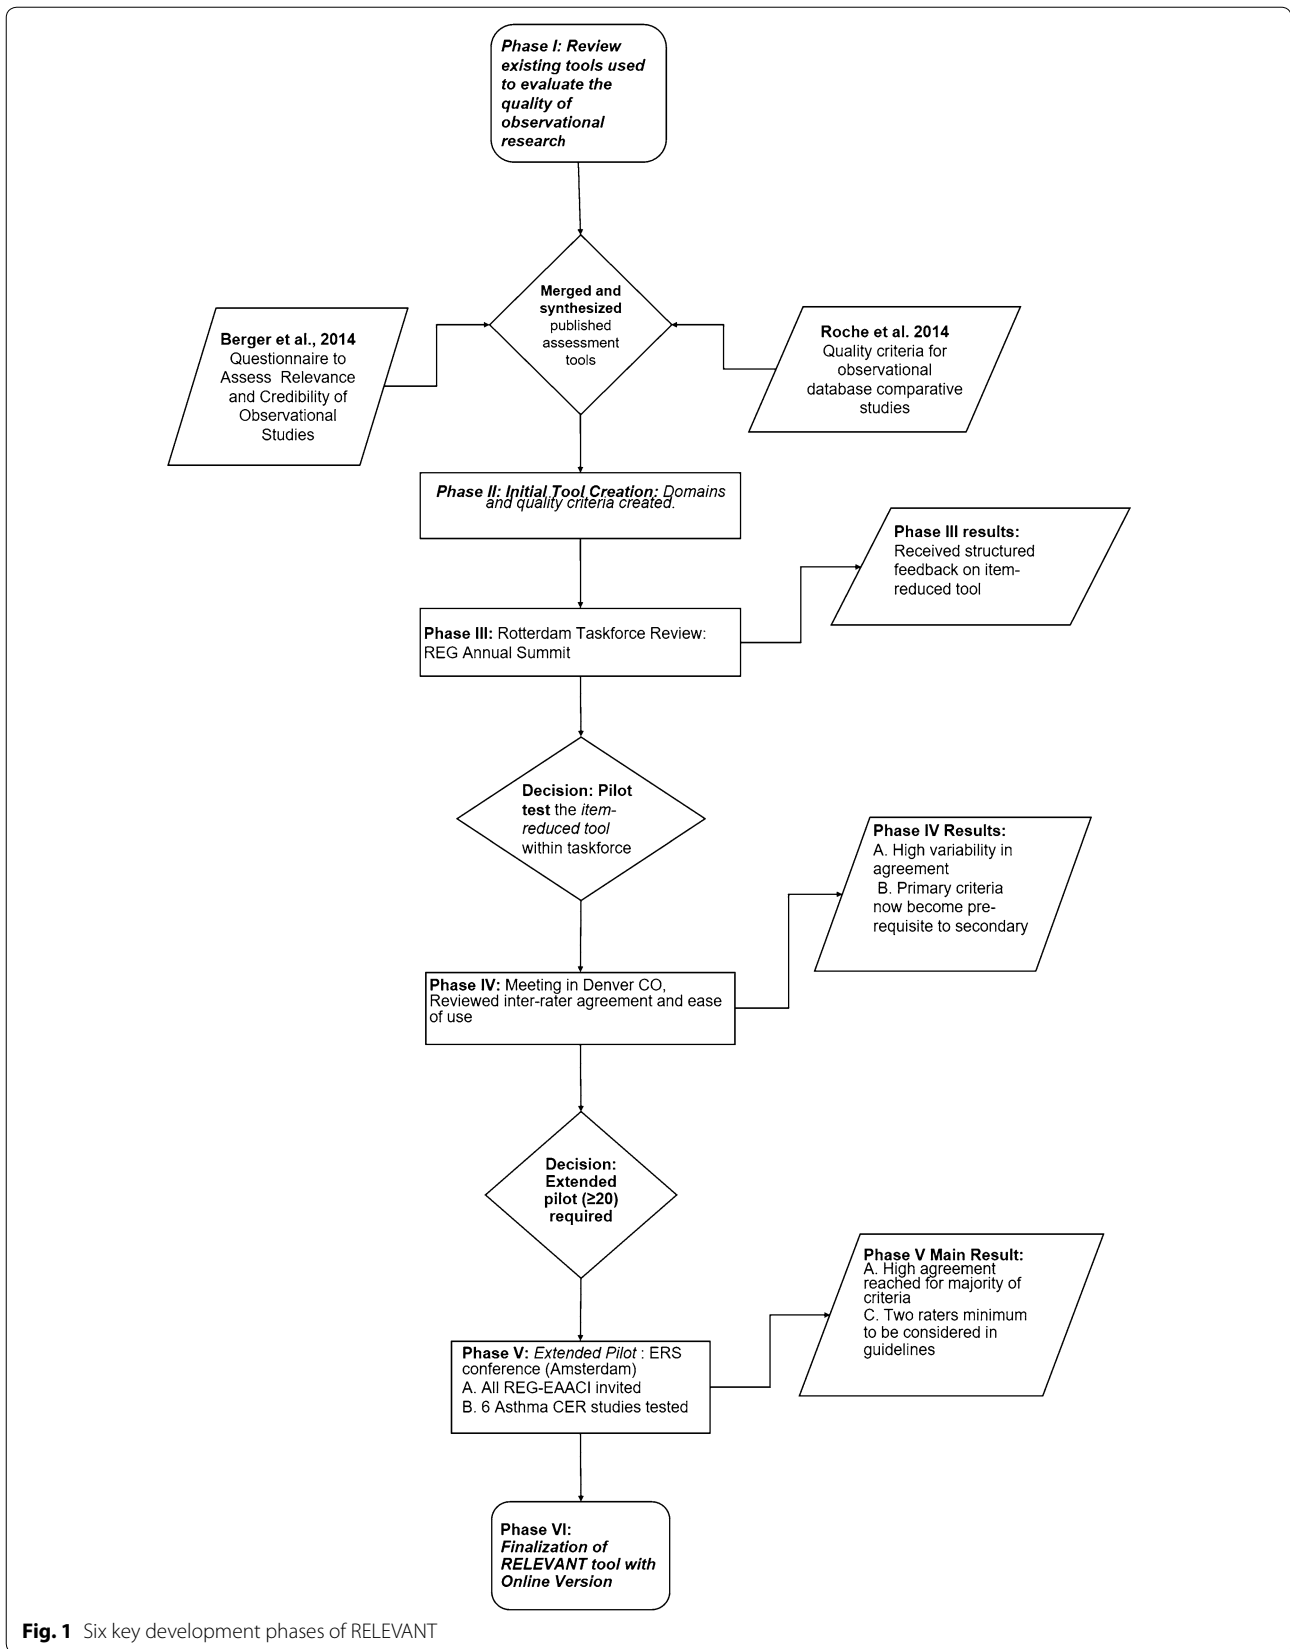 Phase I: Review
existing tools used
to evaluate the
quality of
observational
research
Merged and
synthesized
published
assessment
tools
Berger et al., 2014
Questionnaire to
Assess Relevance
and Credibility of
Observational
Studies
Roche et al. 2014
Quality criteria for
observational
database comparative
studies
Phase II: Initial Tool Creation: Domains
and quality criteria created.
Phase III results:
Received structured
feedback on item-
reduced tool
Phase III: Rotterdam Taskforce Review:
REG Annual Summit
Decision: Pilot
test the item-
reduced tool
within taskforce
Phase IV Results:
A. High variability in
agreement
B. Primary criteria
now become pre-
requisite to secondary
Phase IV: Meeting in Denver CO,
Reviewed inter-rater agreement and ease
of use
Decision:
Extended
pilot (≥20)
required
Phase V Main Result:
A. High agreement
reached for majority of
criteria
C. Two raters minimum
to be considered in
guidelines
Phase V: Extended Pilot : ERS
conference (Amsterdam)
A. All REG-EAACI invited
B. 6 Asthma CER studies tested
Phase VI:
Finalization of
RELEVANT tool with
Online Version
Fig. 1 Six key development phases of RELEVANT